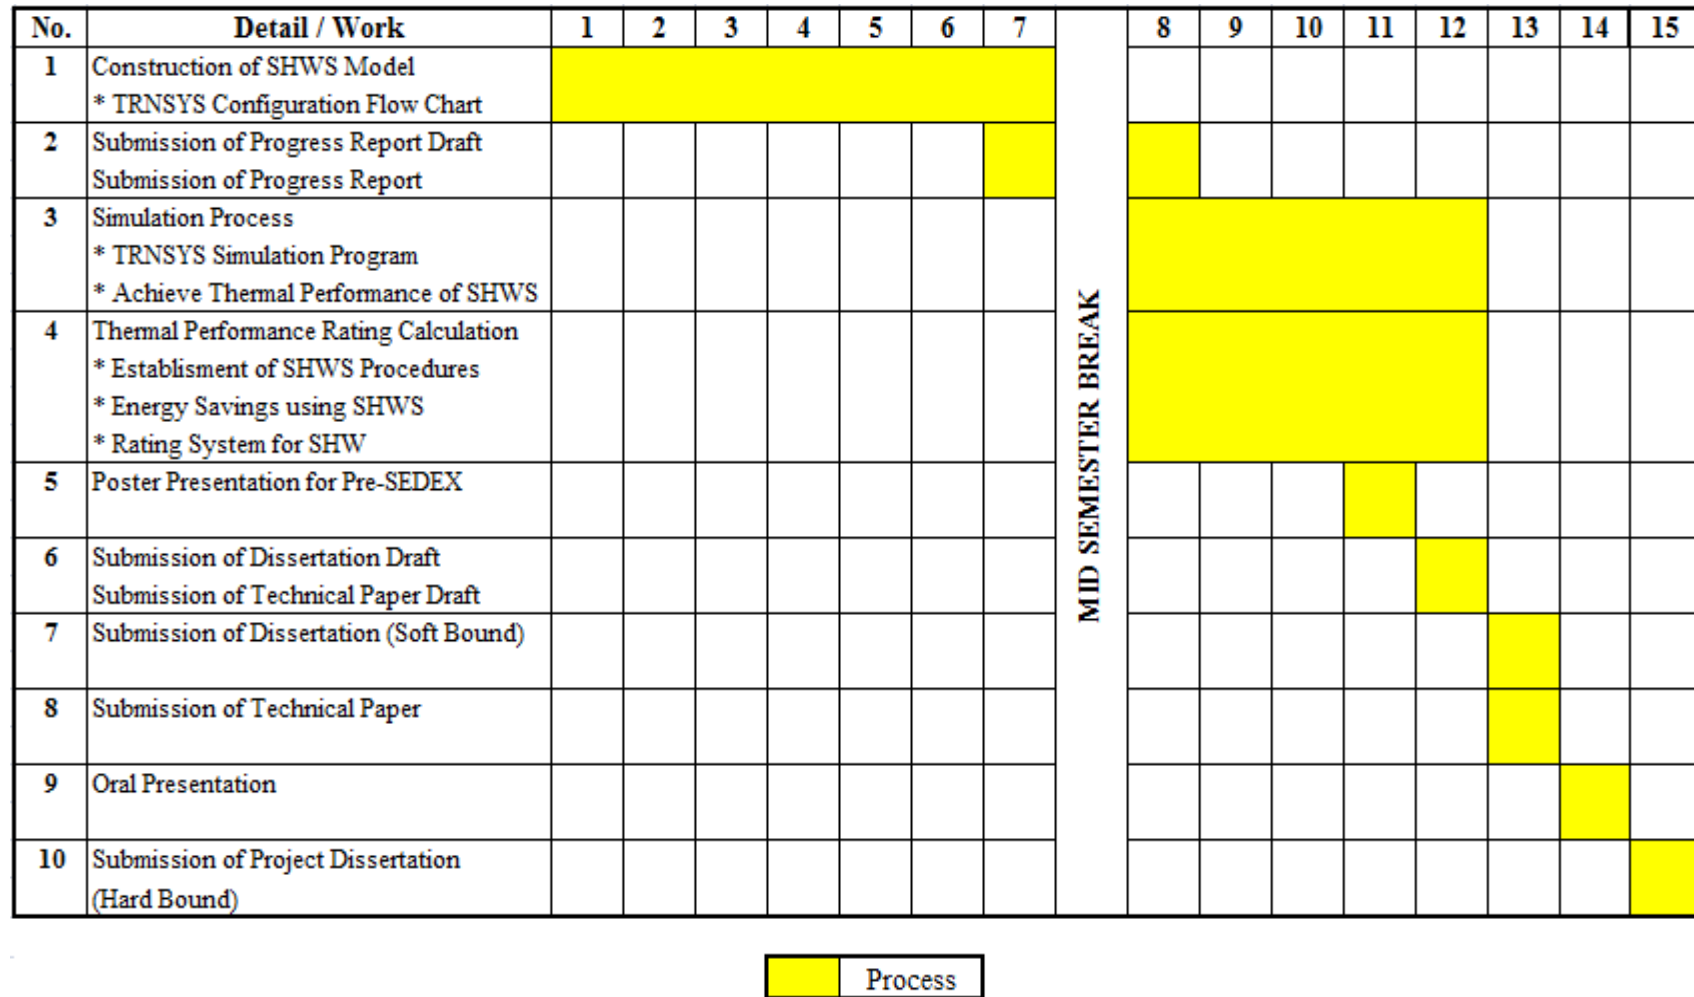 No. Detail / Work 1 2 3 4 5 6 7 8 9 10 11 12 13 14 15
1 Construction of SHWS Model
* TRNSYS Configuration Flow Chart
2 Submission of Progress Report Draft
Submission of Progress Report
3 Simulation Process
* TRNSYS Simulation Program
* Achieve Thermal Performance of SHWS
4 Thermal Performance Rating Calculation
* Establisment of SHWS Procedures
* Energy Savings using SHWS
* Rating System for SHW
5 Poster Presentation for Pre-SEDEX
6 Submission of Dissertation Draft
Submission of Technical Paper Draft
7 Submission of Dissertation (Soft Bound)
8 Submission of Technical Paper
9 Oral Presentation
10 Submission of Project Dissertation
(Hard Bound)
MID SEMESTER BREAK
Process